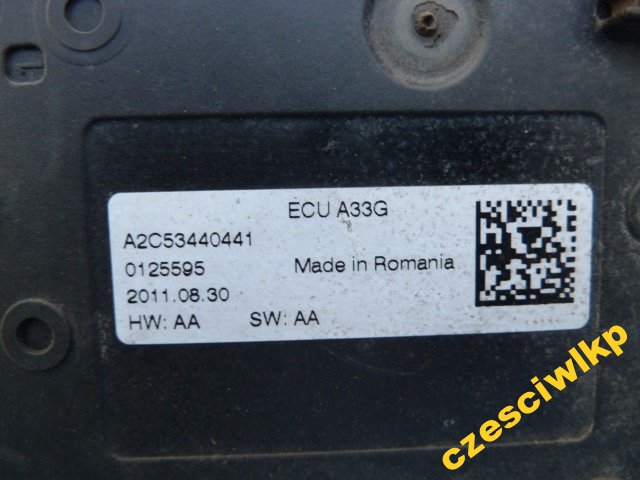 ECU A33G
A2C53440441
0125595 Made in Romania
2011.08.30
HW: AA SW: AA
czesciwlkp